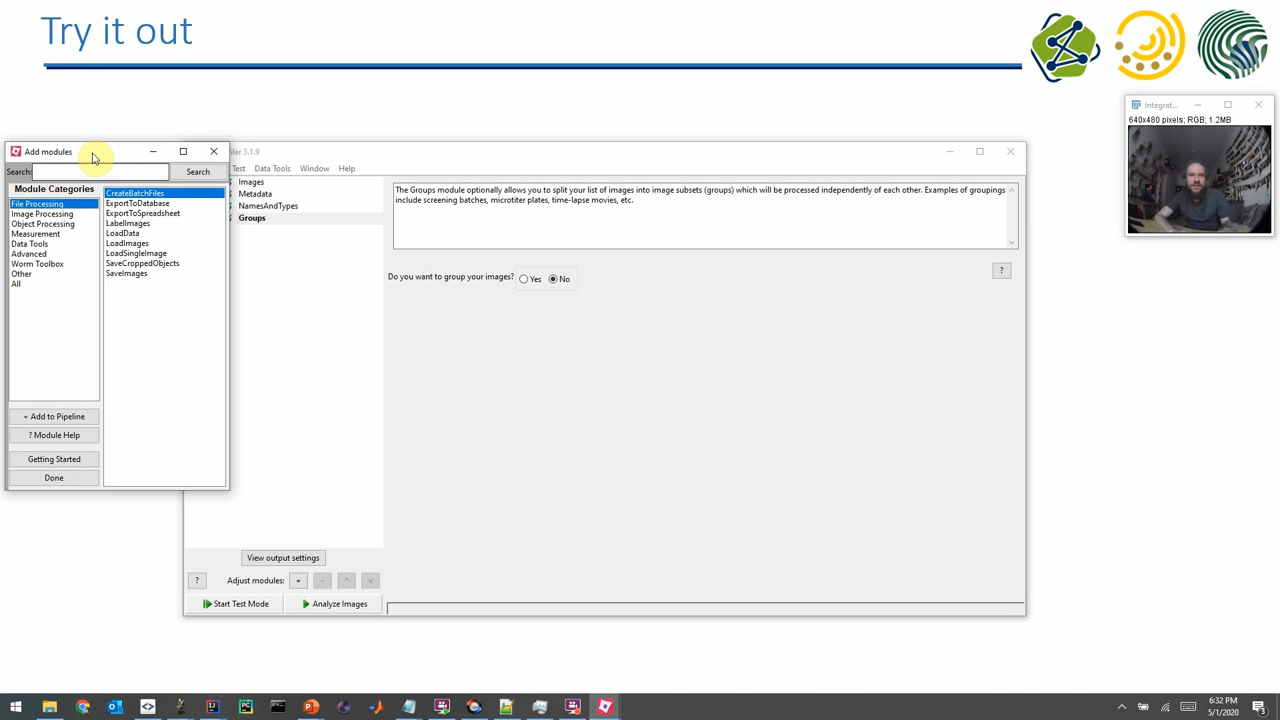 Try it out
Integrat...
640x480 pixels; RGB; 1.2MB
Add modules
Search:
Search
Module Categories
File Processing
Image Processing
Object Processing
Measurement
Data Tools
Advanced
Worm Toolbox
Other
All
CreateBatchFiles
ExportToDatabase
ExportToSpreadsheet
LabelImages
LoadData
LoadImages
LoadSingleImage
SaveCroppedObjects
SaveImages
+ Add to Pipeline
? Module Help
Getting Started
Done
filer 3.1.9
Test Data Tools Window Help
Images
Metadata
NamesAndTypes
Groups
The Groups module optionally allows you to split your list of images into image subsets (groups) which will be processed independently of each other. Examples of groupings
include screening batches, microtiter plates, time-lapse movies, etc.
Do you want to group your images? Yes No
?
View output settings
? Adjust modules: + - ^ v
Start Test Mode Analyze Images
6:32 PM
5/1/2020
3